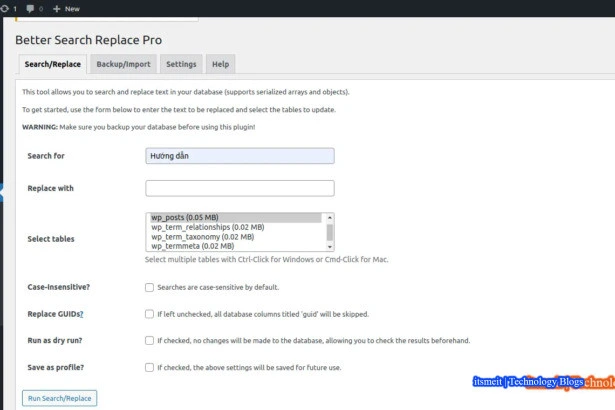 1 0 New
Better Search Replace Pro
Search/Replace Backup/Import Settings Help
This tool allows you to search and replace text in your database (supports serialized arrays and objects).
To get started, use the form below to enter the text to be replaced and select the tables to update.
WARNING: Make sure you backup your database before using this plugin!
Search for Hướng dẫn
Replace with
Select tables
wp_posts (0.05 MB)
wp_term_relationships (0.02 MB)
wp_term_taxonomy (0.02 MB)
wp_termmeta (0.02 MB)
Select multiple tables with Ctrl-Click for Windows or Cmd-Click for Mac.
Case-Insensitive? Searches are case-sensitive by default.
Replace GUIDs? If left unchecked, all database columns titled 'guid' will be skipped.
Run as dry run? If checked, no changes will be made to the database, allowing you to check the results beforehand.
Save as profile? If checked, the above settings will be saved for future use.
itsmeit | Technology Blogs
Run Search/Replace